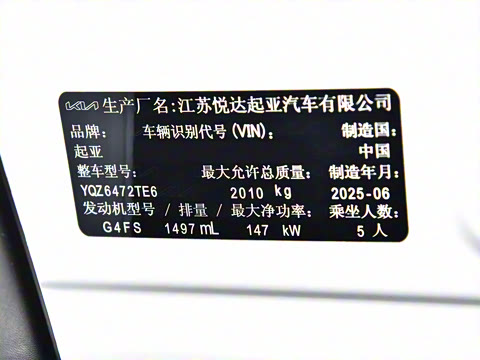 KIA 生产厂名:江苏悦达起亚汽车有限公司
品牌: 车辆识别代号(VIN): 制造国:
起亚 中国
整车型号: 最大允许总质量: 制造年月:
YQZ6472TE6 2010 kg 2025-06
发动机型号 / 排量 / 最大净功率: 乘坐人数:
G4FS 1497 mL 147 kW 5 人